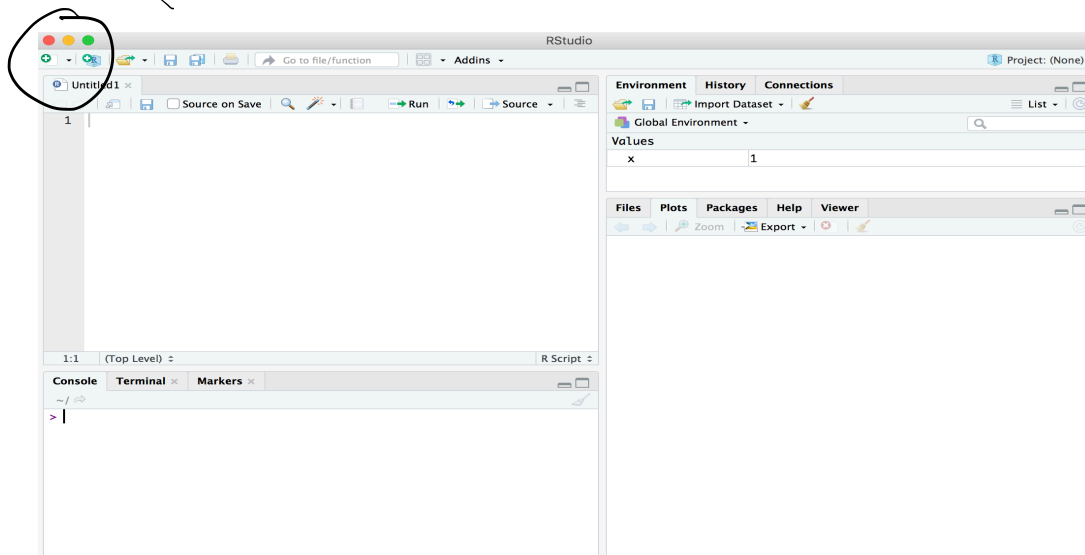 RStudio
Go to file/function
Addins
Project: (None)
Untitled1 ×
Source on Save
Run
Source
1
1:1 (Top Level)
R Script
Console Terminal × Markers ×
~/
>
Environment History Connections
Import Dataset
List
Global Environment
Values
x 1
Files Plots Packages Help Viewer
Zoom
Export